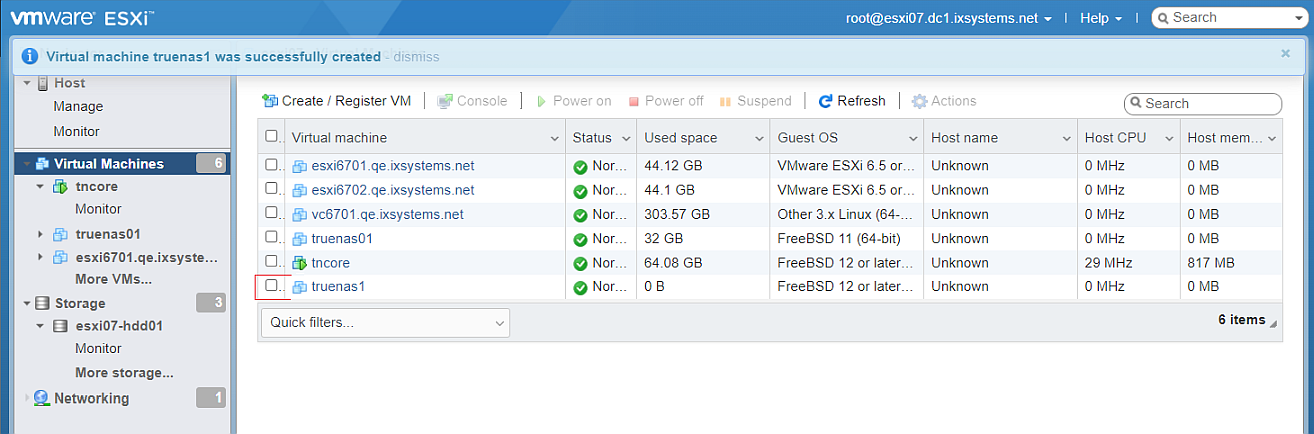 vmware ESXi
root@esxi07.dc1.ixsystems.net | Help | Search
Virtual machine truenas1 was successfully created - dismiss
Host
Manage
Monitor
Virtual Machines 6
tncore
Monitor
truenas01
esxi6701.qe.ixsyste...
More VMs...
Storage 3
esxi07-hdd01
Monitor
More storage...
Networking 1
Create / Register VM | Console | Power on Power off Suspend | Refresh | Actions
Search
Virtual machine Status Used space Guest OS Host name Host CPU Host mem...
esxi6701.qe.ixsystems.net Nor... 44.12 GB VMware ESXi 6.5 or... Unknown 0 MHz 0 MB
esxi6702.qe.ixsystems.net Nor... 44.1 GB VMware ESXi 6.5 or... Unknown 0 MHz 0 MB
vc6701.qe.ixsystems.net Nor... 303.57 GB Other 3.x Linux (64-... Unknown 0 MHz 0 MB
truenas01 Nor... 32 GB FreeBSD 11 (64-bit) Unknown 0 MHz 0 MB
tncore Nor... 64.08 GB FreeBSD 12 or later... Unknown 29 MHz 817 MB
truenas1 Nor... 0 B FreeBSD 12 or later... Unknown 0 MHz 0 MB
Quick filters...
6 items